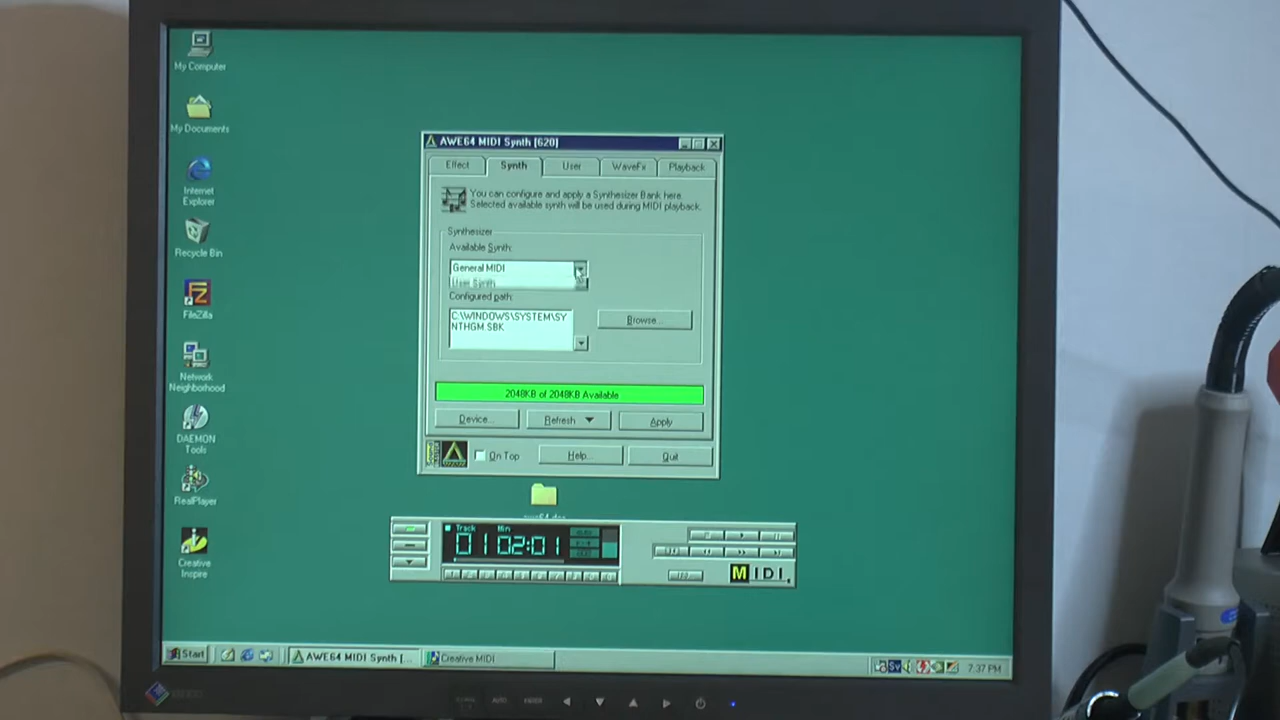 My Computer
My Documents
Internet
Explorer
Recycle Bin
FileZilla
Network
Neighborhood
DAEMON
Tools
RealPlayer
Creative
Inspire
AWE64 MIDI Synth [620]
Effect
Synth
User
WaveFx
Playback
You can configure and apply a Synthesizer Bank here.
Selected available synth will be used during MIDI playback.
Synthesizer
Available Synth:
General MIDI
User Synth
Configured path:
C:\WINDOWS\SYSTEM\SY
NTHGM.SBK
Browse...
2048KB of 2048KB Available
Device...
Refresh
Apply
On Top
Help...
Quit
Track
Min
01 02:01
MIDI
Start
AWE64 MIDI Synth [...
Creative MIDI
7:37 PM